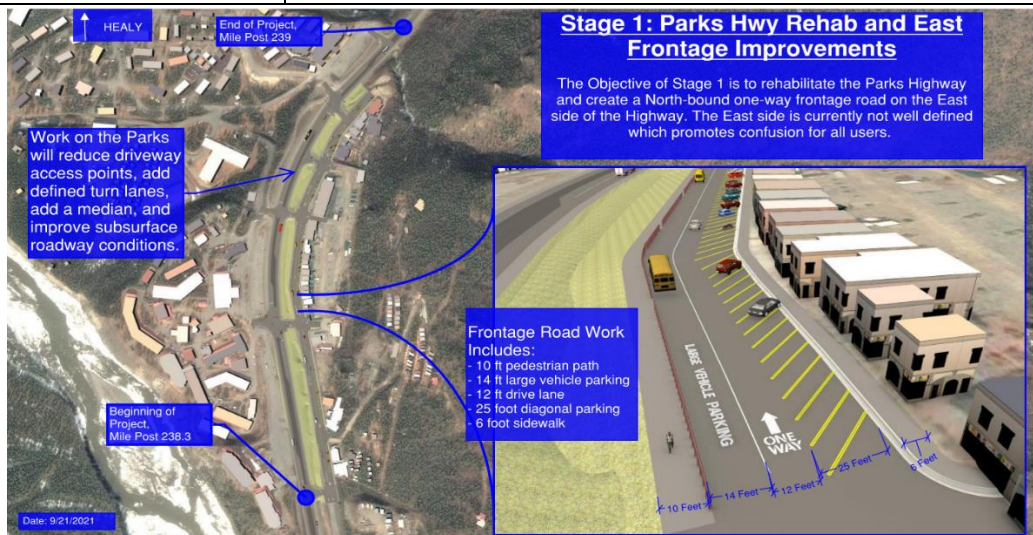 HEALY
End of Project,
Mile Post 239
Stage 1: Parks Hwy Rehab and East
Frontage Improvements
The Objective of Stage 1 is to rehabilitate the Parks Highway
and create a North-bound one-way frontage road on the East
side of the Highway. The East side is currently not well defined
which promotes confusion for all users.
Work on the Parks
will reduce driveway
access points, add
defined turn lanes,
add a median, and
improve subsurface
roadway conditions.
Frontage Road Work
Includes:
- 10 ft pedestrian path
- 14 ft large vehicle parking
- 12 ft drive lane
- 25 foot diagonal parking
- 6 foot sidewalk
LARGE VEHICLE PARKING
ONE
WAY
10 Feet
14 Feet
12 Feet
25 Feet
6 Feet
Beginning of
Project,
Mile Post 238.3
Date: 9/21/2021